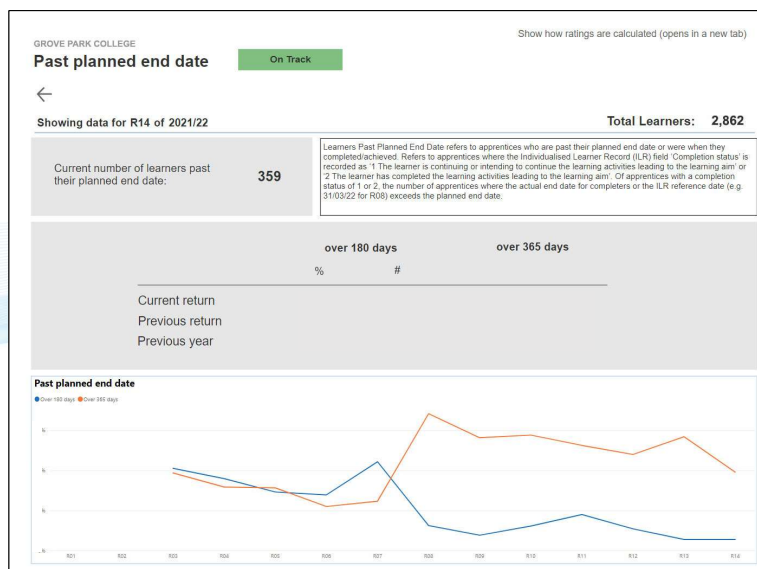 Show how ratings are calculated (opens in a new tab)
GROVE PARK COLLEGE
Past planned end date
On Track
Showing data for R14 of 2021/22
Total Learners: 2,862
Current number of learners past
their planned end date:
359
Learners Past Planned End Date refers to apprentices who are past their planned end date or were when they
completed/achieved. Refers to apprentices where the Individualised Learner Record (ILR) field 'Completion status' is
recorded as '1 The learner is continuing or intending to continue the learning activities leading to the learning aim' or
'2 The learner has completed the learning activities leading to the learning aim'. Of apprentices with a completion
status of 1 or 2, the number of apprentices where the actual end date for completers or the ILR reference date (e.g.
31/03/22 for R08) exceeds the planned end date.
over 180 days over 365 days
% #
Current return
Previous return
Previous year
Past planned end date
Over 180 days Over 365 days
R01 R02 R03 R04 R05 R06 R07 R08 R09 R10 R11 R12 R13 R14